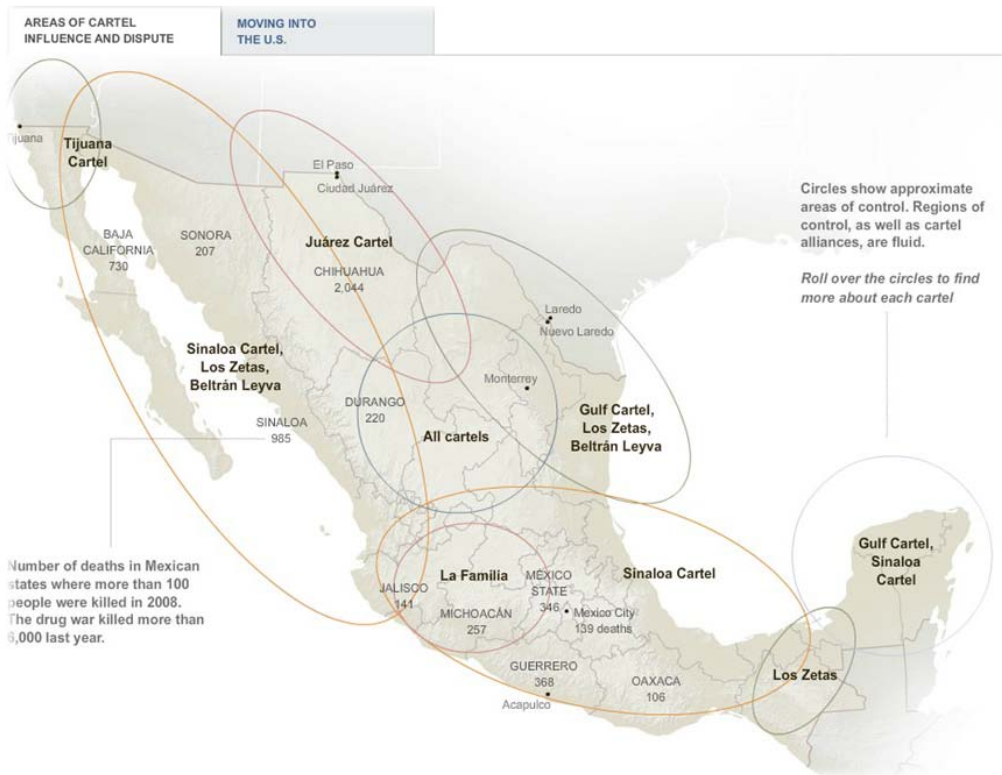 AREAS OF CARTEL
INFLUENCE AND DISPUTE
MOVING INTO
THE U.S.
Tijuana
Tijuana
Cartel
El Paso
Ciudad Juárez
BAJA
CALIFORNIA
730
SONORA
207
Juárez Cartel
CHIHUAHUA
2,044
Circles show approximate
areas of control. Regions of
control, as well as cartel
alliances, are fluid.
Roll over the circles to find
more about each cartel
Laredo
Nuevo Laredo
Sinaloa Cartel,
Los Zetas,
Beltrán Leyva
Monterrey
DURANGO
220
SINALOA
985
All cartels
Gulf Cartel,
Los Zetas,
Beltrán Leyva
Number of deaths in Mexican
states where more than 100
people were killed in 2008.
The drug war killed more than
6,000 last year.
JALISCO
141
La Familia
MICHOACÁN
257
MÉXICO
STATE
346
Mexico City
139 deaths
Sinaloa Cartel
Gulf Cartel,
Sinaloa
Cartel
GUERRERO
368
Acapulco
OAXACA
106
Los Zetas